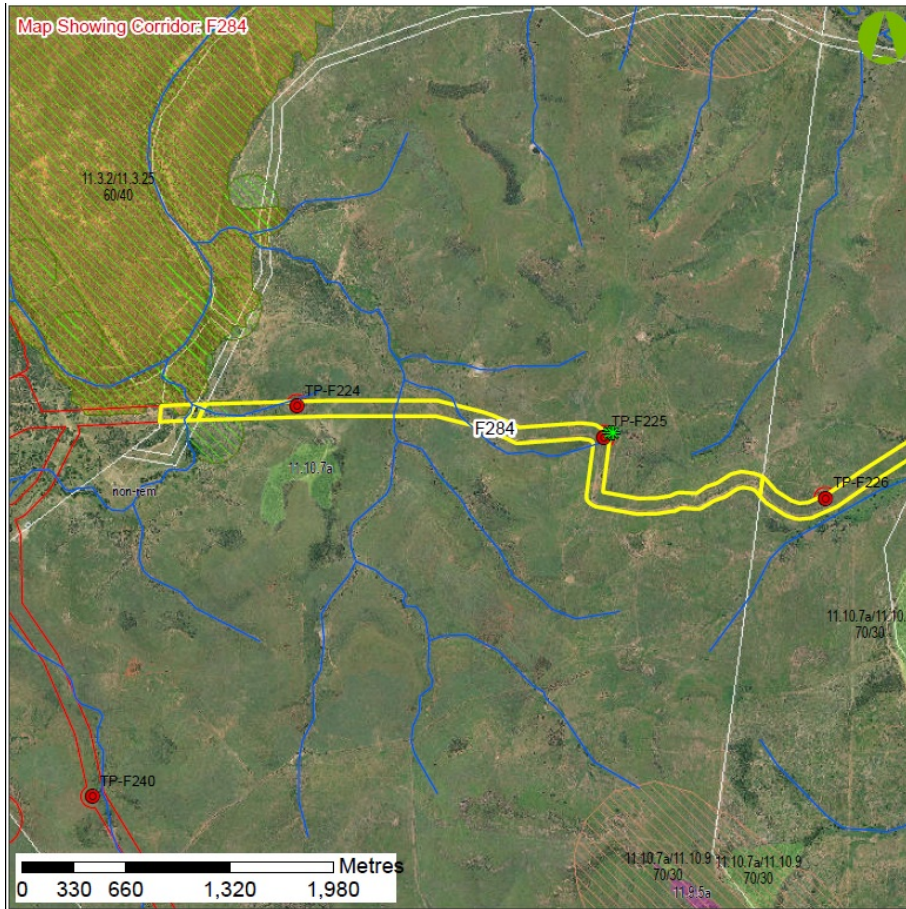 Map Showing Corridor: F284
11.3.2/11.3.25
60/40
TP-F224
F284
TP-F225
11.10.7a
non-rem
TP-F226
11.10.7a/11.10.
70/30
TP-F240
11.10.7a/11.10.9
70/30
11.10.7a/11.10.9
70/30
11.9.5a
Metres
0 330 660 1,320 1,980